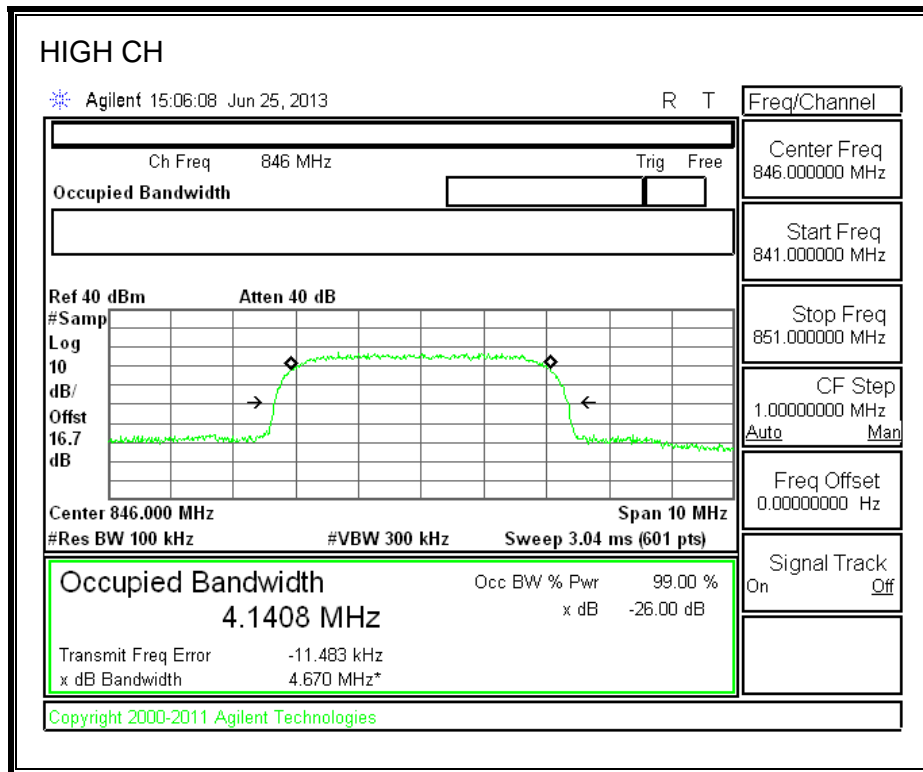 HIGH CH
Agilent 15:06:08 Jun 25, 2013 R T
Freq/Channel
Ch Freq 846 MHz Trig Free
Occupied Bandwidth
Center Freq
846.000000 MHz
Start Freq
841.000000 MHz
Stop Freq
851.000000 MHz
CF Step
1.00000000 MHz
Auto Man
Freq Offset
0.00000000 Hz
Signal Track
On Off
Ref 40 dBm Atten 40 dB
#Samp
Log
10
dB/
Offst
16.7
dB
Center 846.000 MHz Span 10 MHz
#Res BW 100 kHz #VBW 300 kHz Sweep 3.04 ms (601 pts)
Occupied Bandwidth
4.1408 MHz
Occ BW % Pwr 99.00 %
x dB -26.00 dB
Transmit Freq Error -11.483 kHz
x dB Bandwidth 4.670 MHz*
Copyright 2000-2011 Agilent Technologies